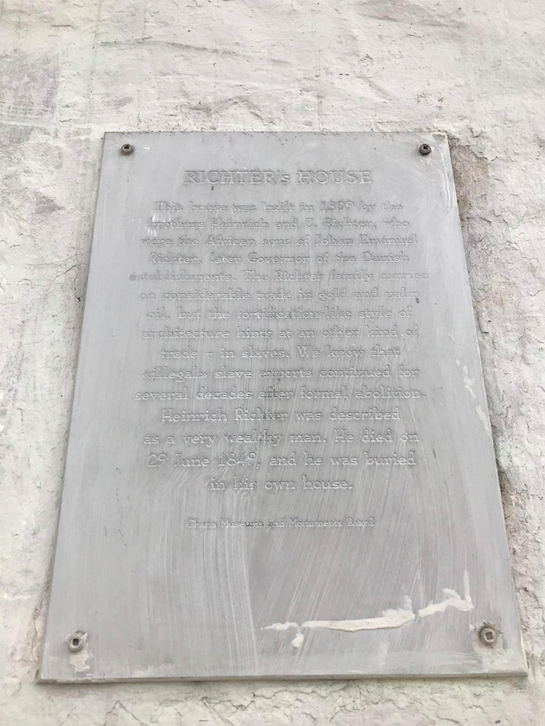 RICHTER's HOUSE
This house was built in 1809 by the
brothers Heinrich and J. Richter, who
were the African sons of Johan Emanuel
Richter, later Governor of the Danish
establishments. The Richter family carried
on considerable trade in gold and palm
oil, but the fortification-like style of
architecture hints at an other kind of
trade - in slaves. We know that
«illegal» slave exports continued for
several decades after formal abolition.
Heinrich Richter was described
as a very wealthy man. He died on
29 June 1849, and he was buried
in his own house.
Ghana Museums and Monuments Board